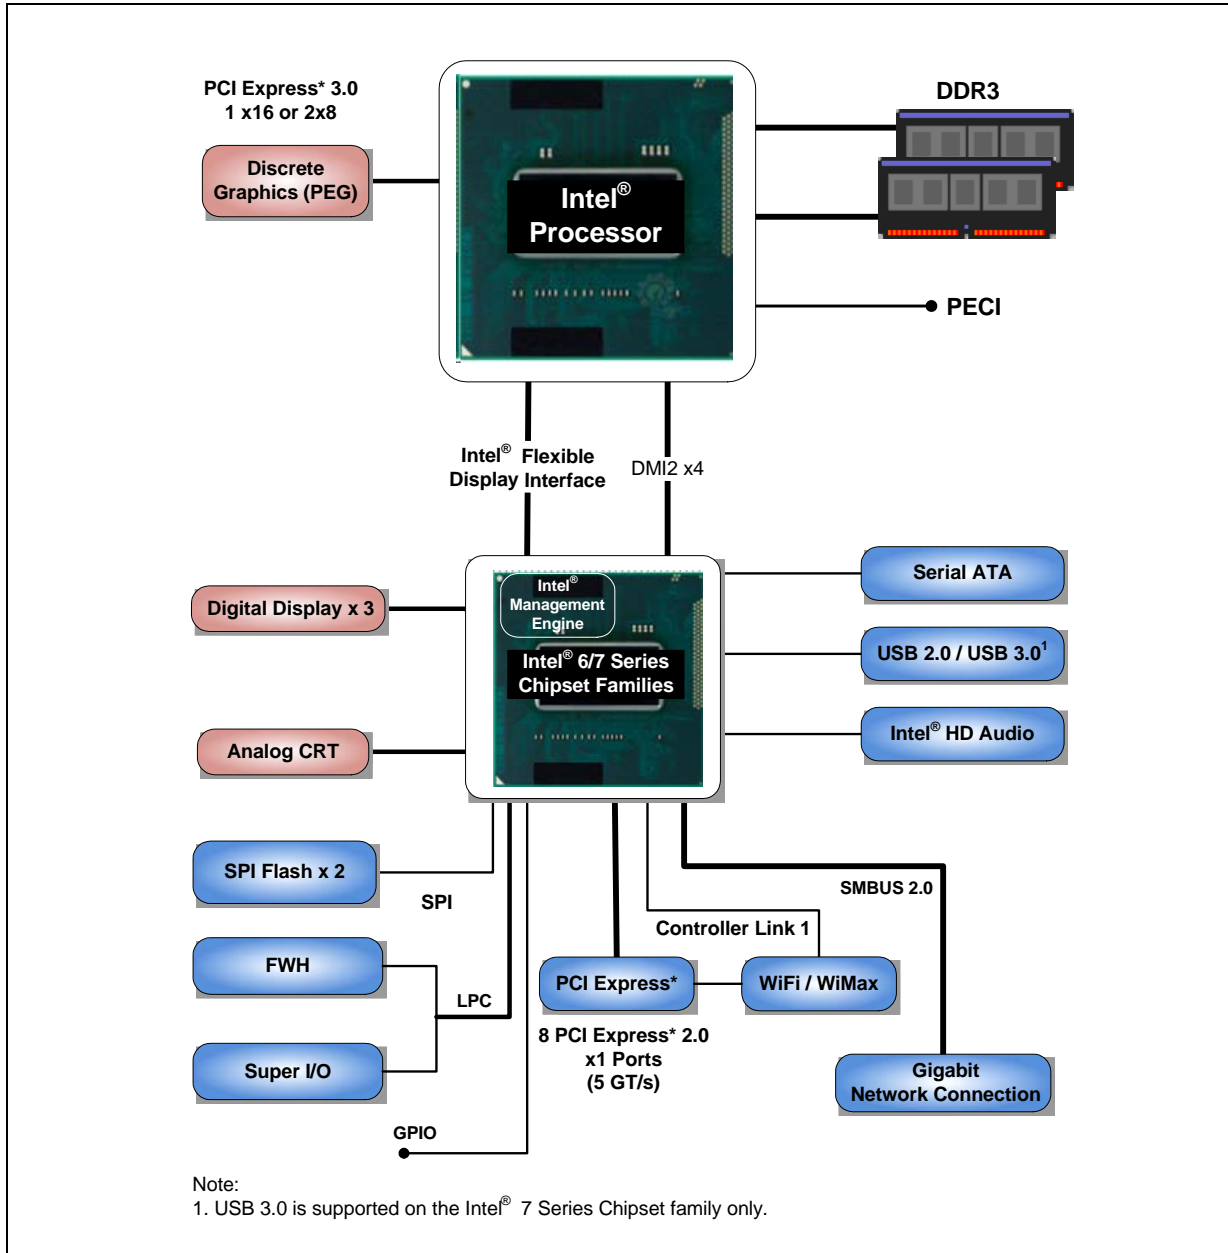 PCI Express* 3.0
1 x16 or 2x8
DDR3
Discrete
Graphics (PEG)
Intel®
Processor
PECI
Intel® Flexible
Display Interface
DMI2 x4
Intel®
Management
Engine
Serial ATA
Digital Display x 3
USB 2.0 / USB 3.0¹
Intel® 6/7 Series
Chipset Families
Intel® HD Audio
Analog CRT
SPI Flash x 2
SPI
SMBUS 2.0
Controller Link 1
FWH
PCI Express*
WiFi / WiMax
LPC
8 PCI Express* 2.0
x1 Ports
(5 GT/s)
Super I/O
Gigabit
Network Connection
GPIO
Note:
1. USB 3.0 is supported on the Intel® 7 Series Chipset family only.